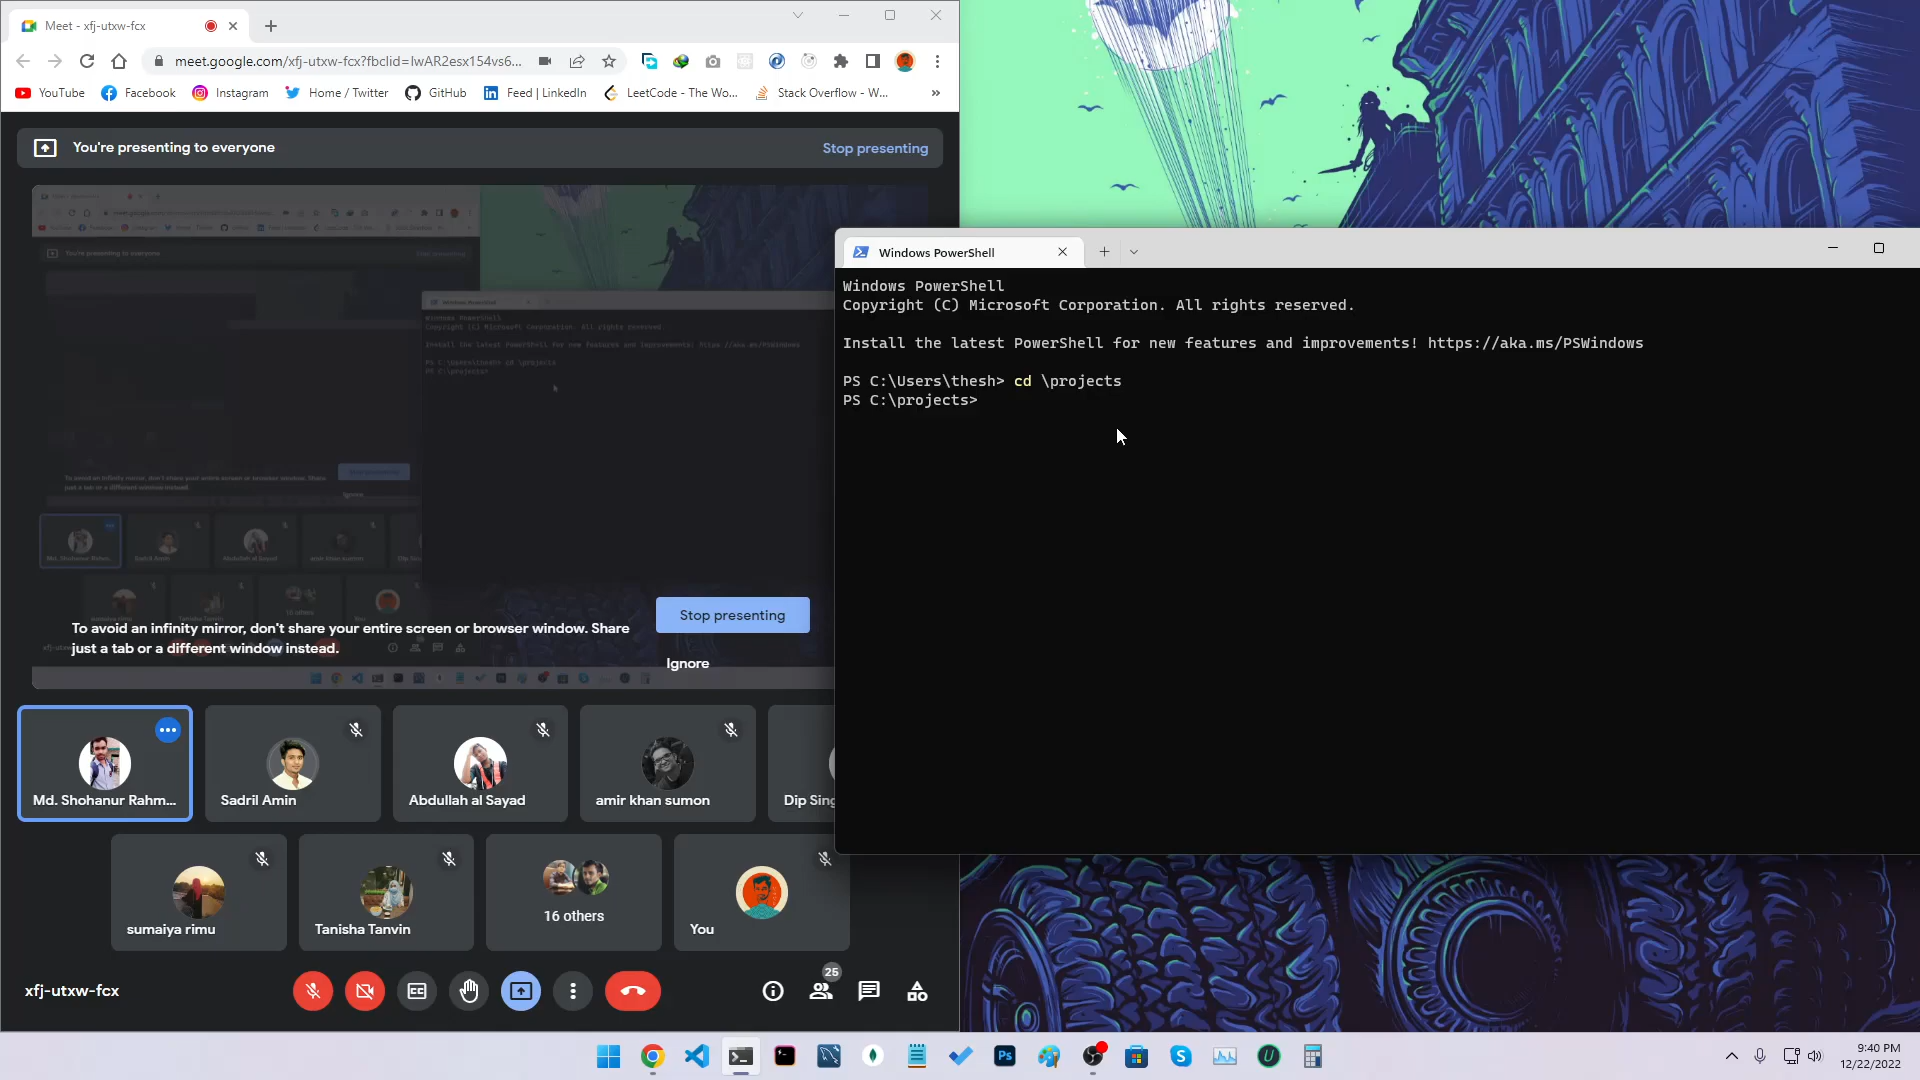 Meet - xfj-utxw-fcx
meet.google.com/xfj-utxw-fcx?fbclid=IwAR2esx154vs6...
YouTube
Facebook
Instagram
Home / Twitter
GitHub
Feed | LinkedIn
LeetCode - The Wo...
Stack Overflow - W...
»
You're presenting to everyone
Stop presenting
To avoid an infinity mirror, don't share your entire screen or browser window. Share
just a tab or a different window instead.
Stop presenting
Ignore
Md. Shohanur Rahm...
Sadril Amin
Abdullah al Sayad
amir khan sumon
Dip Sing
sumaiya rimu
Tanisha Tanvin
16 others
You
xfj-utxw-fcx
25
Windows PowerShell
Windows PowerShell
Copyright (C) Microsoft Corporation. All rights reserved.
Install the latest PowerShell for new features and improvements! https://aka.ms/PSWindows
PS C:\Users\thesh> cd \projects
PS C:\projects>
9:40 PM
12/22/2022